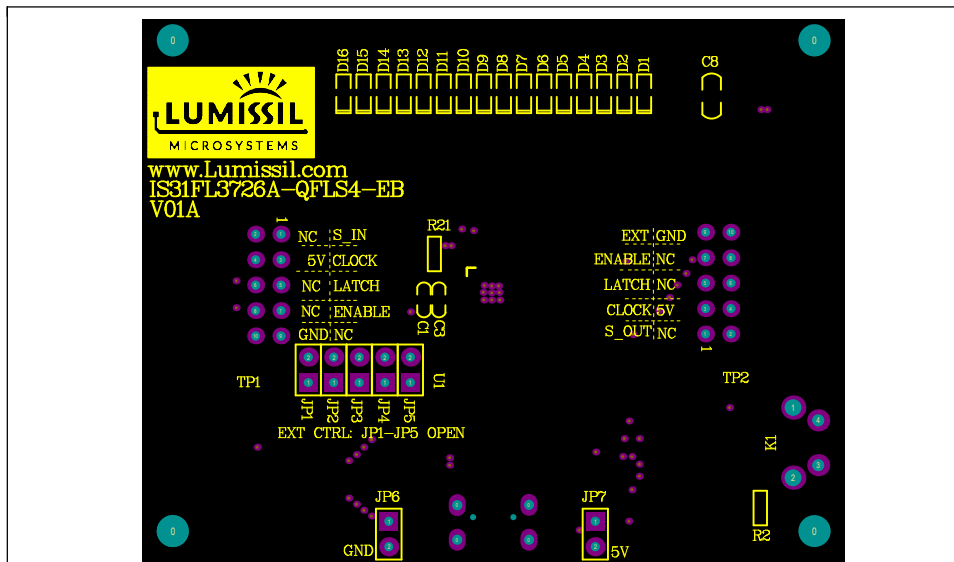 D16 D15 D14 D13 D12 D11 D10 D9 D8 D7 D6 D5 D4 D3 D2 D1
C8
LUMISSIL
MICROSYSTEMS
www.Lumissil.com
IS31FL3726A-QFLS4-EB
V01A
1
NC S_IN
5V CLOCK
NC LATCH
NC ENABLE
GND NC
TP1
R21
C1 C3
EXT GND
ENABLE NC
LATCH NC
CLOCK 5V
S_OUT NC
1
TP2
U1
JP1 JP2 JP3 JP4 JP5
EXT CTRL: JP1-JP5 OPEN
K1
JP6
GND
JP7
5V
R2